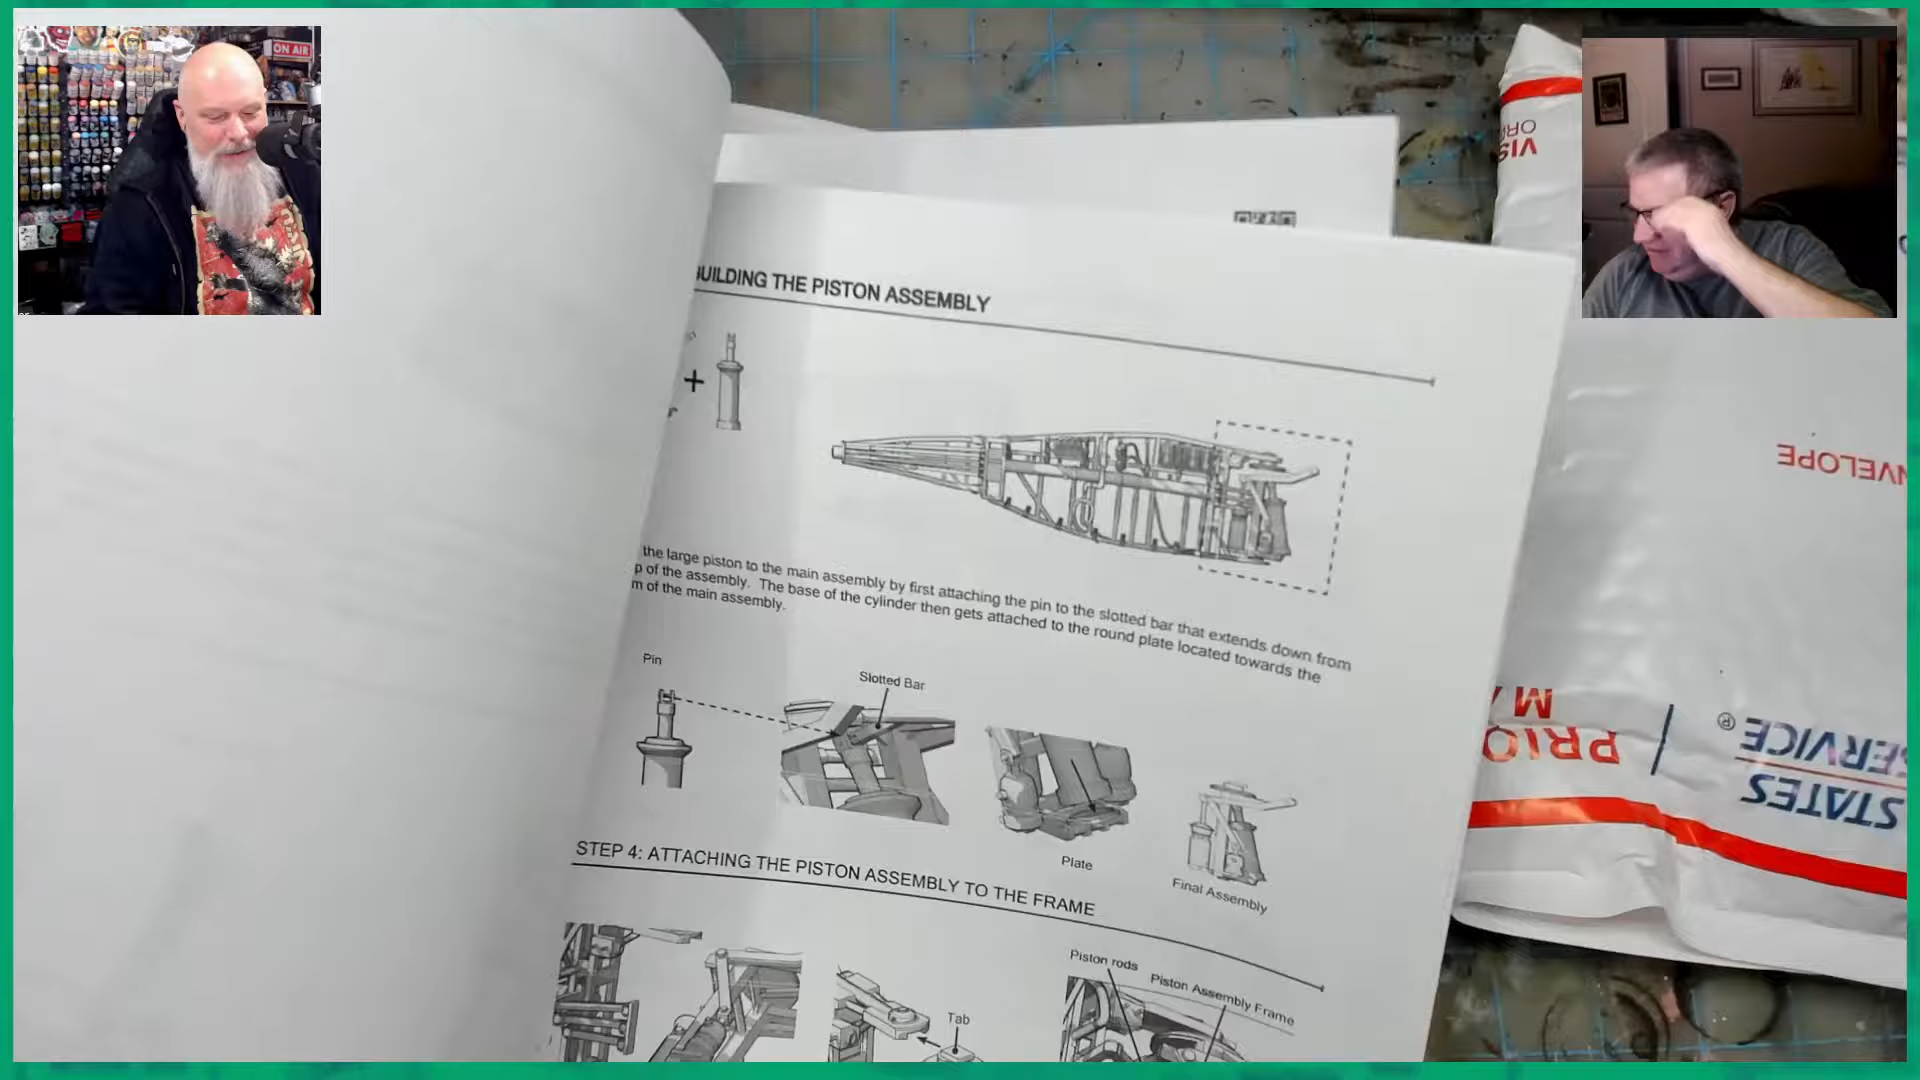 ON AIR
BUILDING THE PISTON ASSEMBLY
+
the large piston to the main assembly by first attaching the pin to the slotted bar that extends down from
p of the assembly. The base of the cylinder then gets attached to the round plate located towards the
m of the main assembly.
Pin
Slotted Bar
Plate
Final Assembly
STEP 4: ATTACHING THE PISTON ASSEMBLY TO THE FRAME
Piston rods
Piston Assembly Frame
Tab
VIS
ORP
NVELOPE
PRIO
M
STATES
SERVICE®